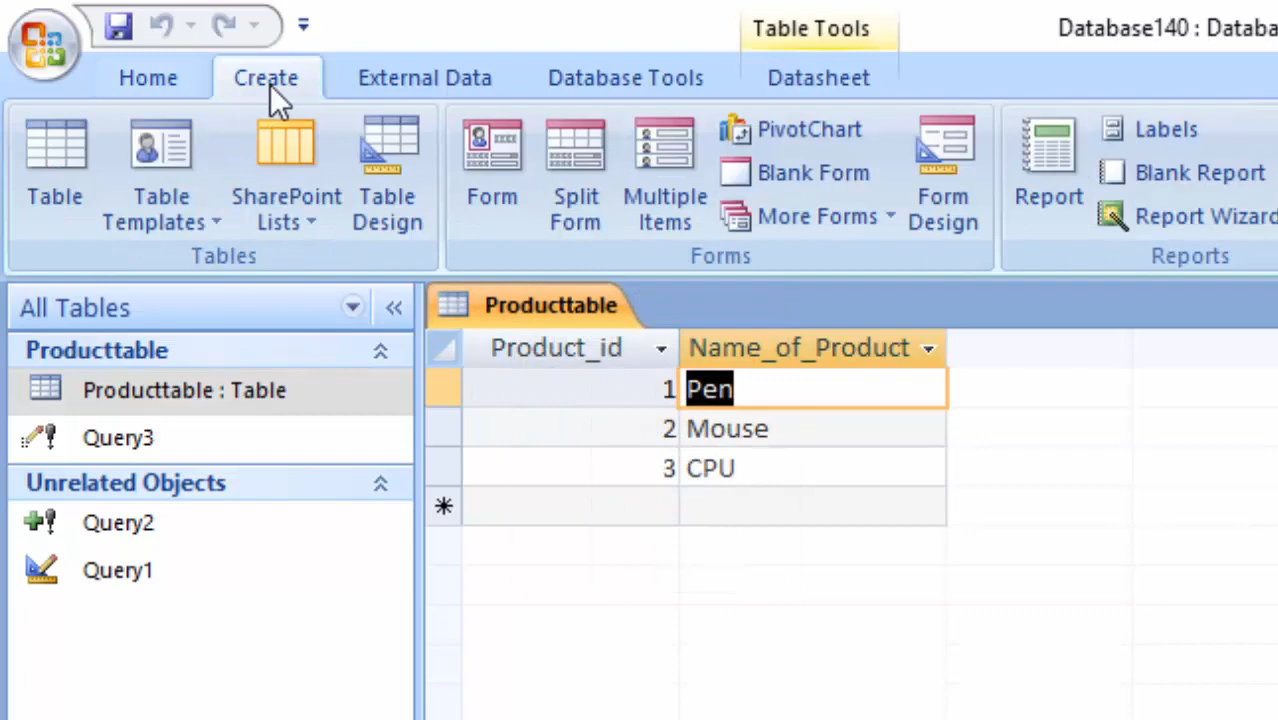 Table Tools
Database140 : Databa
Home
Create
External Data
Database Tools
Datasheet
Table
Table Templates
SharePoint Lists
Table Design
Tables
Form
Split Form
Multiple Items
PivotChart
Blank Form
More Forms
Form Design
Forms
Report
Labels
Blank Report
Report Wizard
Reports
All Tables
Producttable
Producttable : Table
Query3
Unrelated Objects
Query2
Query1
Producttable
Product_id Name_of_Product
1 Pen
2 Mouse
3 CPU